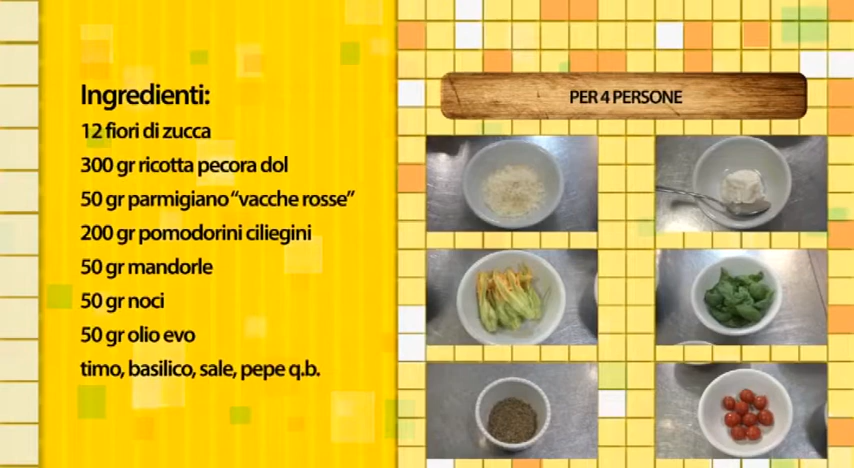 Ingredienti:
12 fiori di zucca
300 gr ricotta pecora dol
50 gr parmigiano “vacche rosse”
200 gr pomodorini ciliegini
50 gr mandorle
50 gr noci
50 gr olio evo
timo, basilico, sale, pepe q.b.
PER 4 PERSONE